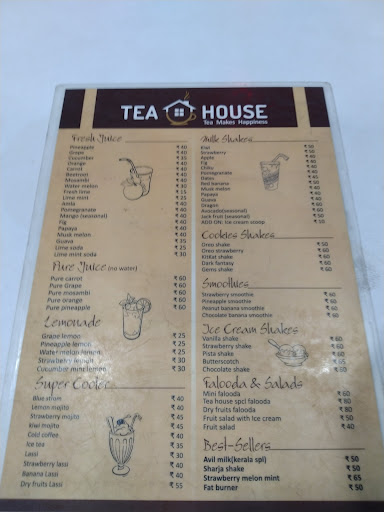 TEA HOUSE
Tea Makes Happiness
Fresh Juice
Pineapple ₹ 40
Grape ₹ 40
Cucumber ₹ 35
Orange ₹ 40
Carrot ₹ 40
Beetroot ₹ 40
Mosambi ₹ 40
Water melon ₹ 30
Fresh lime ₹ 15
Lime mint ₹ 25
amla ₹ 40
Pomegranate ₹ 40
Mango (seasonal) ₹ 40
Fig ₹ 40
Papaya ₹ 40
Musk melon ₹ 40
Guava ₹ 35
Lime soda ₹ 25
Lime mint soda ₹ 30
Pure Juice (no water)
Pure carrot ₹ 60
Pure Grape ₹ 60
Pure mosambi ₹ 60
Pure orange ₹ 60
Pure pineapple ₹ 60
Lemonade
Grape lemon ₹ 25
Pineapple lemon ₹ 25
Water melon lemon ₹ 25
Strawberry lemon ₹ 30
Cucumber mint lemon ₹ 30
Super Cooler
Blue strom ₹ 40
Lemon mojito ₹ 40
Strawberry mojito ₹ 45
Kiwi mojito ₹ 45
Cold coffee ₹ 40
Ice tea ₹ 35
Lassi ₹ 30
Strawberry lassi ₹ 40
Banana Lassi ₹ 40
Dry fruits Lassi ₹ 55
Milk Shakes
Kiwi ₹ 50
Strawberry ₹ 50
Apple ₹ 60
Fig
Chiku ₹ 40
Pomegranate ₹ 40
Dates ₹ 50
Red banana ₹ 50
Musk melon ₹ 40
Papaya ₹ 40
Guava ₹ 40
Dragon ₹ 60
Avocado(seasonal) ₹ 60
Jack fruit (seasonal) ₹ 50
ADD ON: Ice cream scoop
Cookies Shakes
Oreo shake ₹ 50
Oreo strawberry ₹ 50
KitKat shake ₹ 60
Dark fantasy ₹ 60
Gems shake ₹ 60
Smoothies
Strawberry smoothie ₹ 60
Pineapple smoothie ₹ 60
Peanut banana smoothie ₹ 60
Chocolate banana smoothie ₹ 60
Ice Cream Shakes
Vanilla shake ₹ 60
Strawberry shake ₹ 60
Pista shake ₹ 60
Butterscotch ₹ 65
Chocolate shake ₹ 60
Falooda & Salads
Mini falooda ₹ 60
Tea house spcl falooda ₹ 80
Dry fruits falooda ₹ 80
Fruit salad with Ice cream ₹ 50
Fruit salad ₹ 40
Best-Sellers
Avil milk(kerala spl) ₹ 50
Sharja shake ₹ 50
Strawberry melon mint ₹ 65
Fat burner ₹ 50